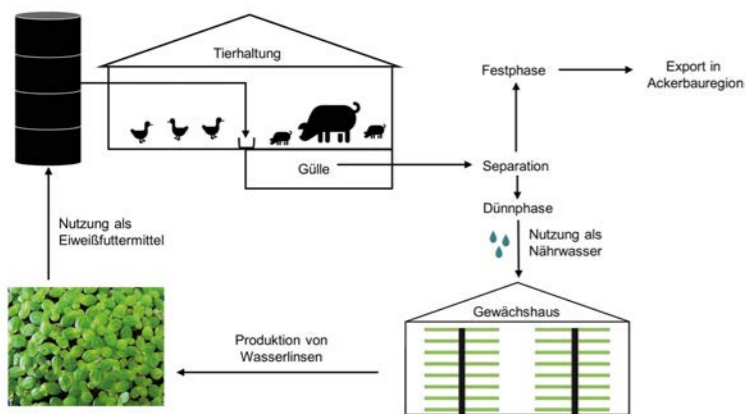 Tierhaltung
Festphase
Export in
Ackerbauregion
Gülle
Separation
Dünnphase
Nutzung als
Eiweißfuttermittel
Nutzung als
Nährwasser
Gewächshaus
Produktion von
Wasserlinsen